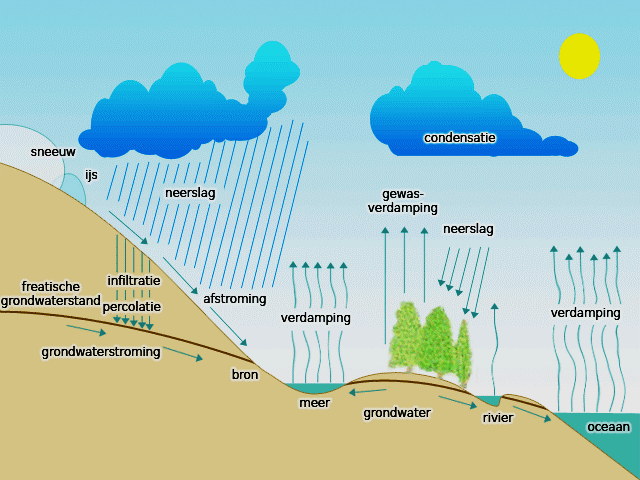 condensatie
sneeuw
ijs
neerslag
gewas-
verdamping
neerslag
infiltratie
freatische
grondwaterstand
percolatie
afstroming
verdamping
verdamping
grondwaterstroming
bron
meer
grondwater
rivier
oceaan